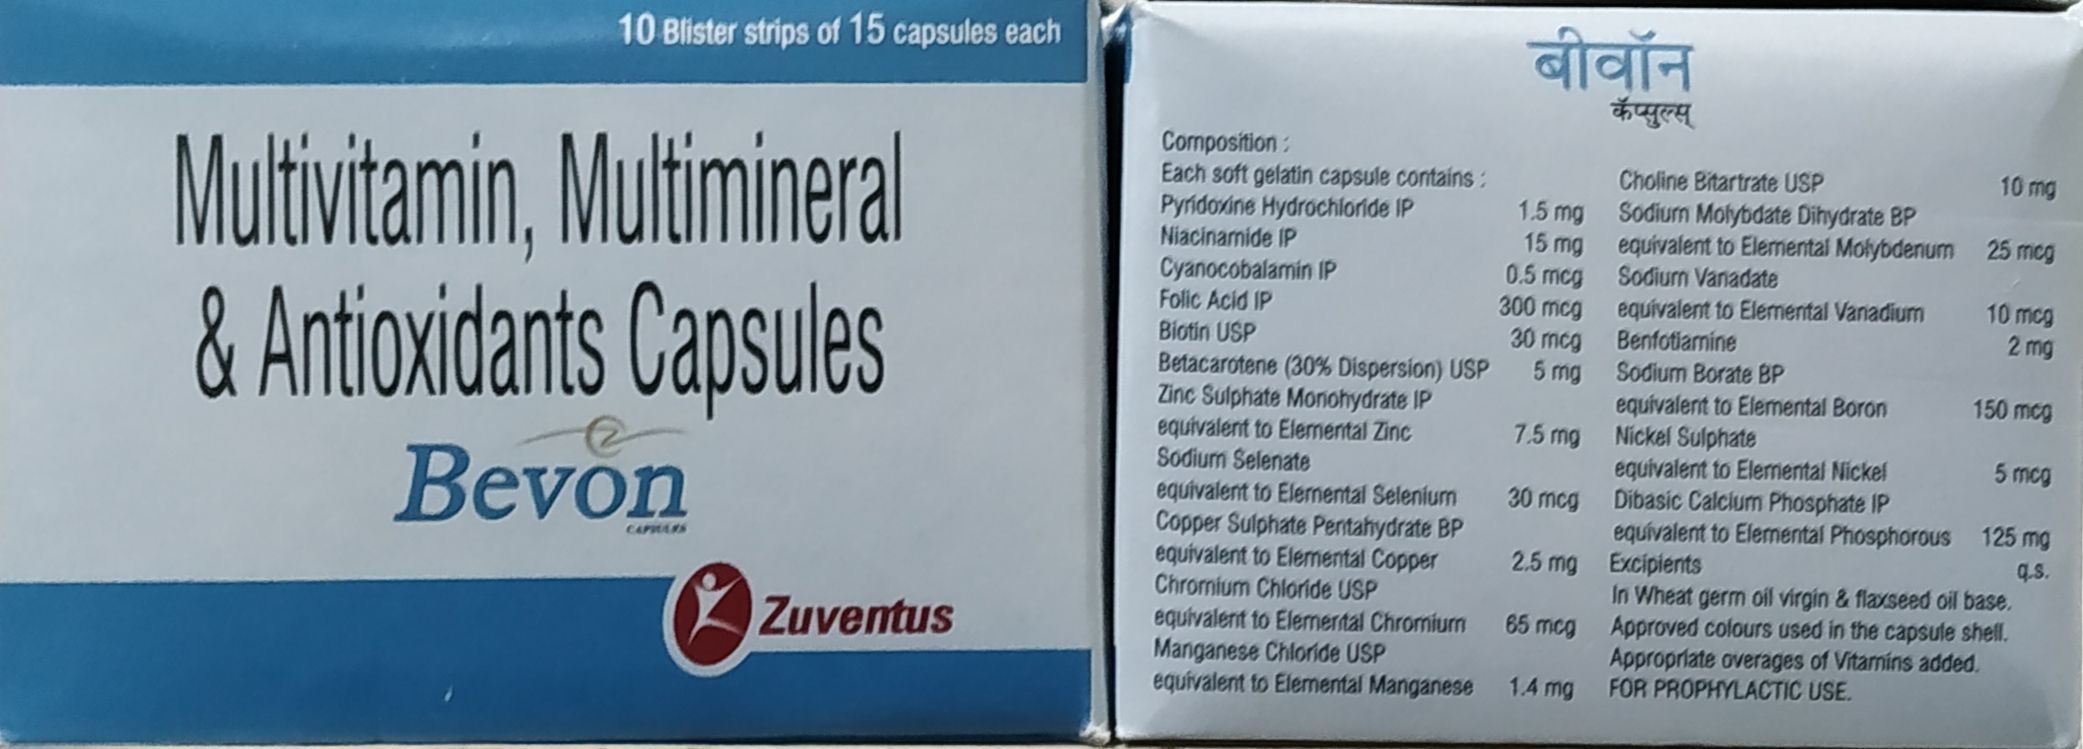 10 Blister strips of 15 capsules each
Multivitamin, Multimineral
& Antioxidants Capsules
Bevon
CAPSULES
Zuventus
बीवॉन
कॅप्सुल्स्
Composition :
Each soft gelatin capsule contains :
Pyridoxine Hydrochloride IP 1.5 mg
Niacinamide IP 15 mg
Cyanocobalamin IP 0.5 mcg
Folic Acid IP 300 mcg
Biotin USP 30 mcg
Betacarotene (30% Dispersion) USP 5 mg
Zinc Sulphate Monohydrate IP
equivalent to Elemental Zinc 7.5 mg
Sodium Selenate
equivalent to Elemental Selenium 30 mcg
Copper Sulphate Pentahydrate BP
equivalent to Elemental Copper 2.5 mg
Chromium Chloride USP
equivalent to Elemental Chromium 65 mcg
Manganese Chloride USP
equivalent to Elemental Manganese 1.4 mg
Choline Bitartrate USP 10 mg
Sodium Molybdate Dihydrate BP
equivalent to Elemental Molybdenum 25 mcg
Sodium Vanadate
equivalent to Elemental Vanadium 10 mcg
Benfotiamine 2 mg
Sodium Borate BP
equivalent to Elemental Boron 150 mcg
Nickel Sulphate
equivalent to Elemental Nickel 5 mcg
Dibasic Calcium Phosphate IP
equivalent to Elemental Phosphorous 125 mg
Excipients q.s.
In Wheat germ oil virgin & flaxseed oil base.
Approved colours used in the capsule shell.
Appropriate overages of Vitamins added.
FOR PROPHYLACTIC USE.